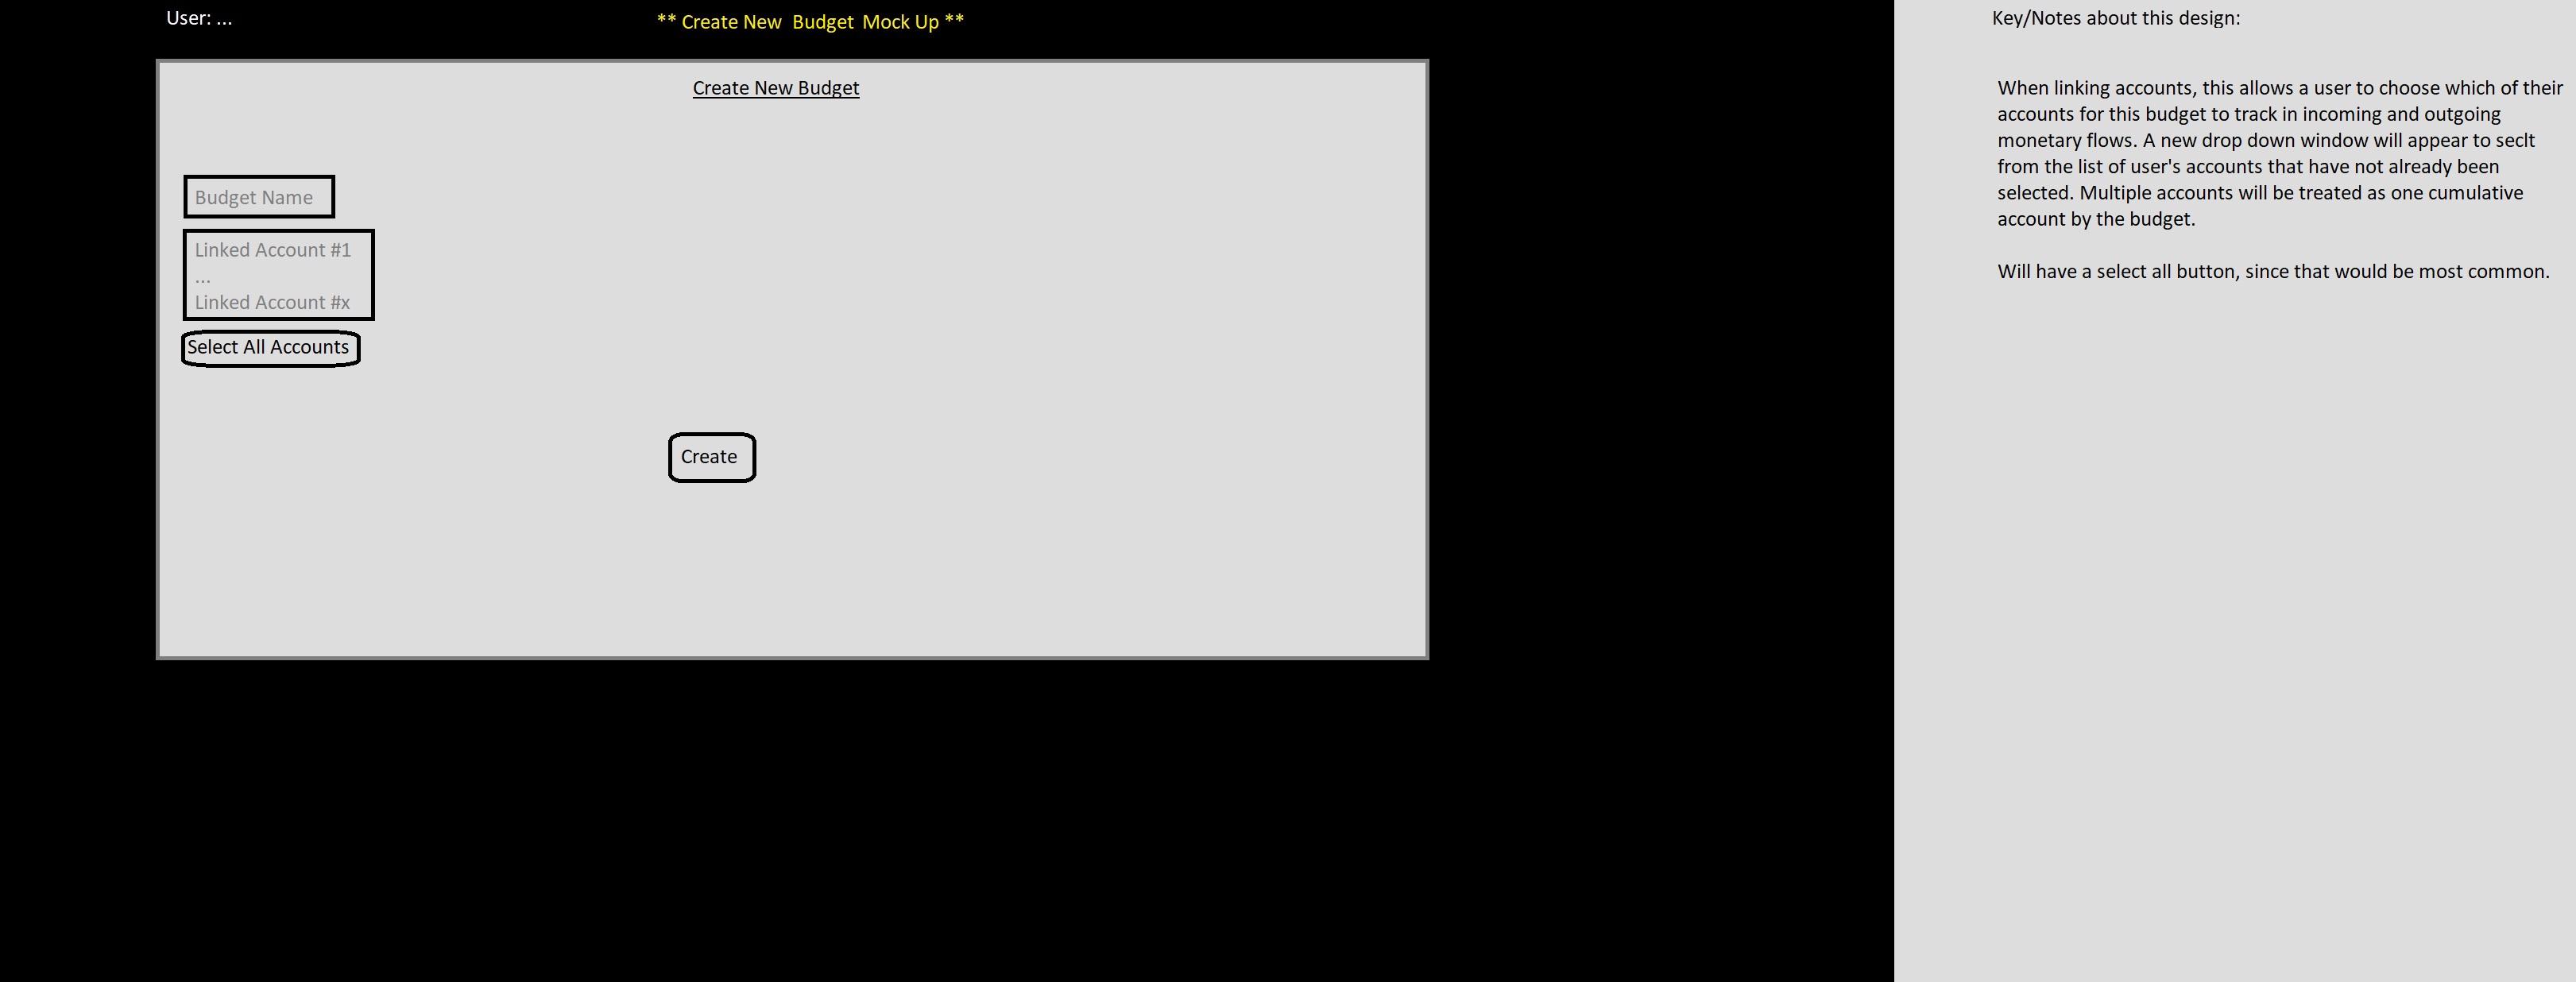 User: ...
** Create New  Budget Mock Up **
Create New Budget
Budget Name
Linked Account #1
...
Linked Account #x
Select All Accounts
Create
Key/Notes about this design:
When linking accounts, this allows a user to choose which of their
accounts for this budget to track in incoming and outgoing
monetary flows. A new drop down window will appear to seclt
from the list of user's accounts that have not already been
selected. Multiple accounts will be treated as one cumulative
account by the budget.
Will have a select all button, since that would be most common.